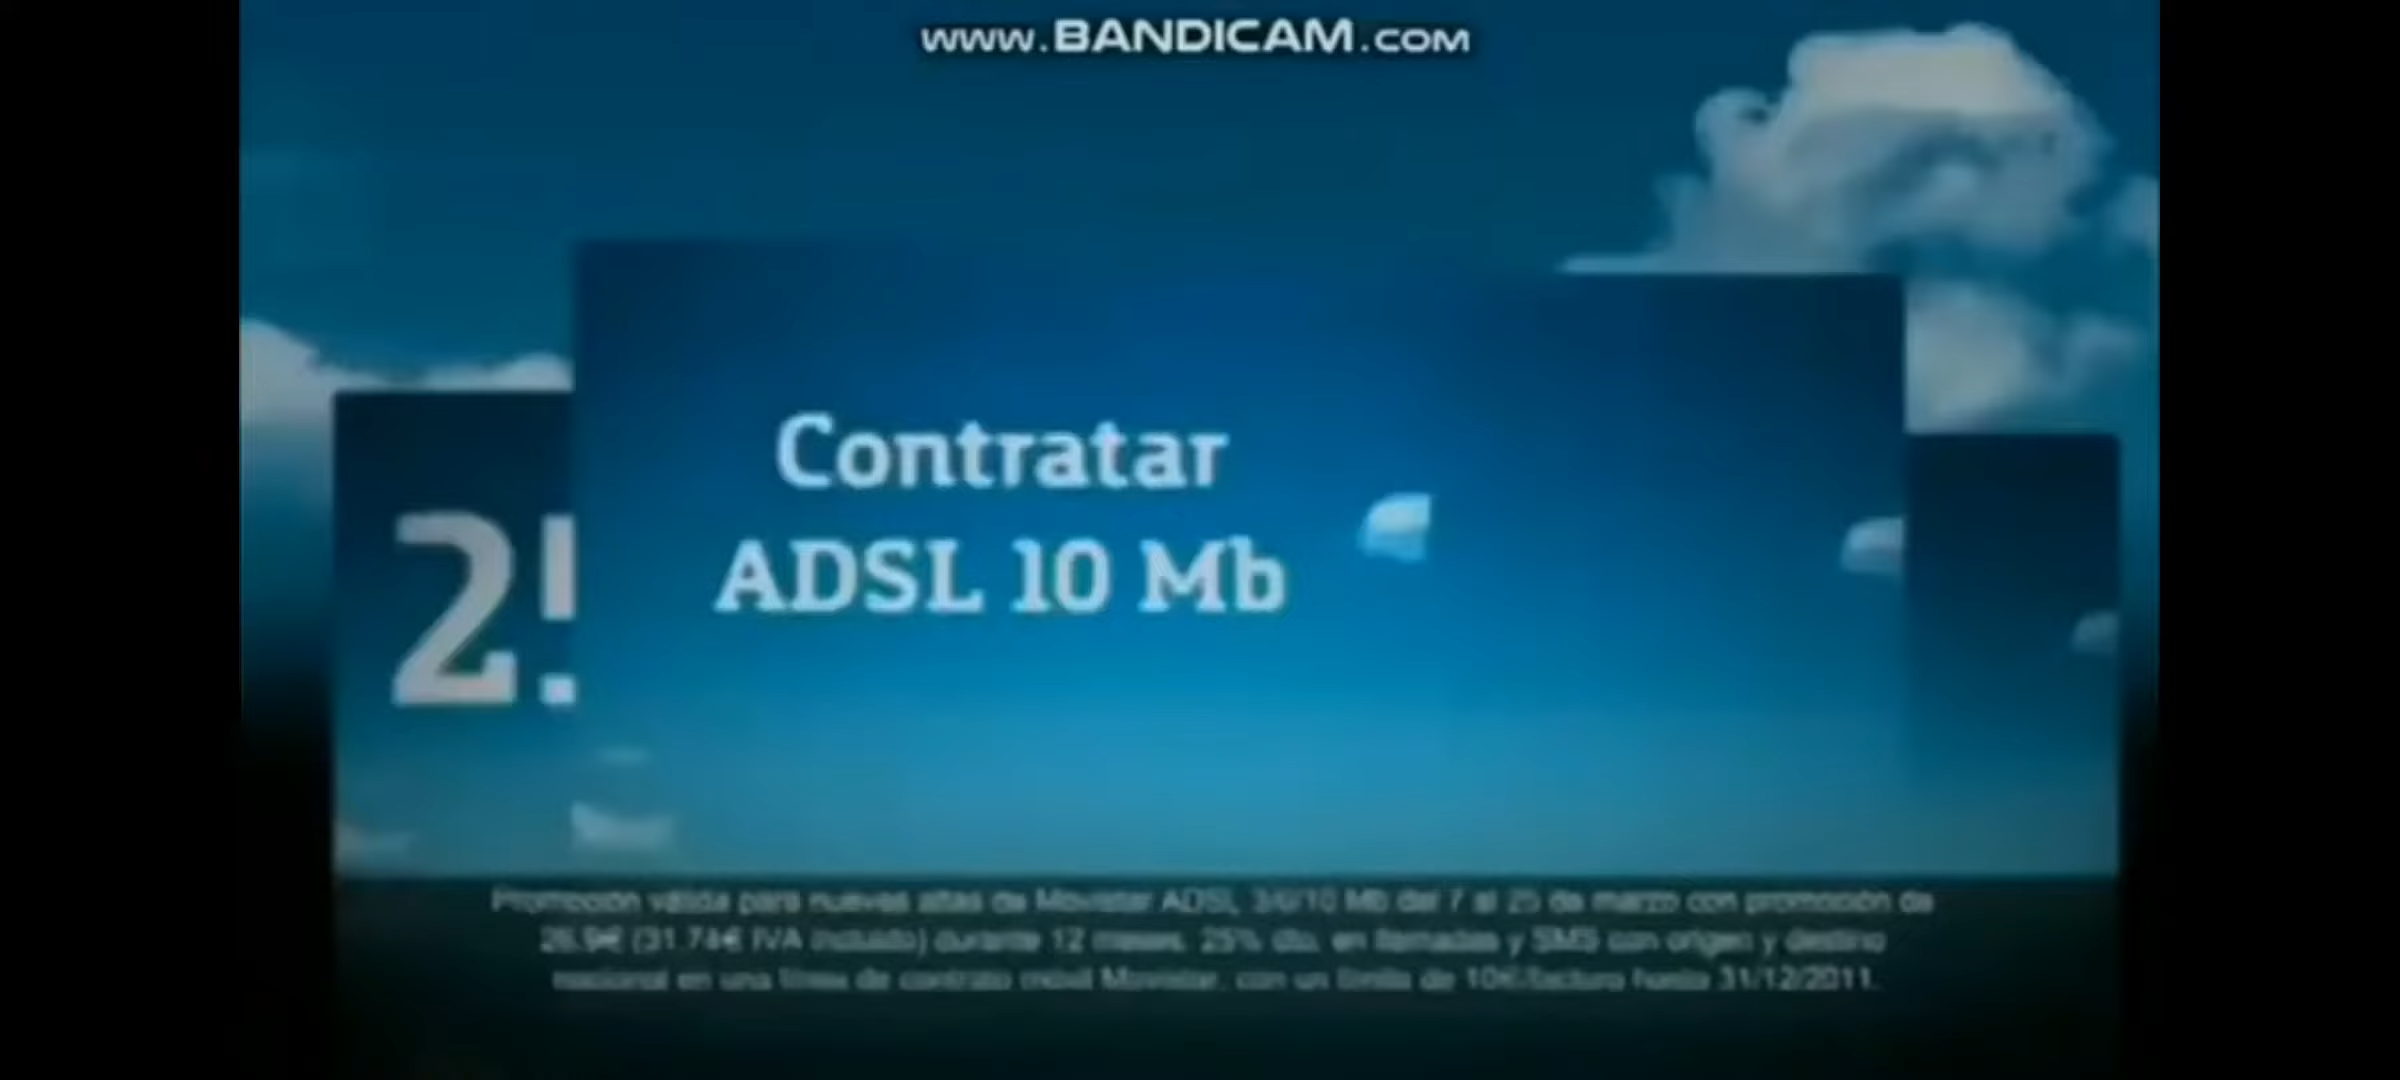 www.BANDICAM.com
Contratar
ADSL 10 Mb
2
Promoción válida para nuevas altas de Movistar ADSL 3/6/10 Mb del 7 al 25 de marzo con promoción de
26.9€ (31.74€ IVA incluido) durante 12 meses. 25% dto. en llamadas y SMS con origen y destino
nacional en una línea de contrato móvil Movistar, con un límite de 10€/factura hasta 31/12/2011.